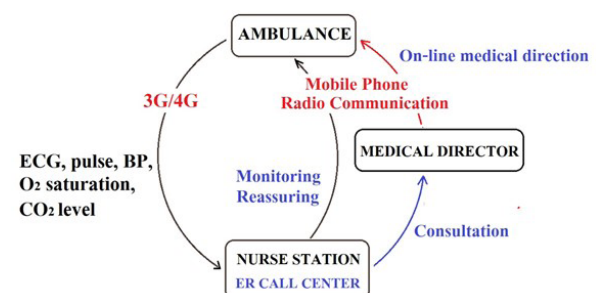 AMBULANCE
On-line medical direction
3G/4G
Mobile Phone
Radio Communication
MEDICAL DIRECTOR
ECG, pulse, BP,
O2 saturation,
CO2 level
Monitoring
Reassuring
Consultation
NURSE STATION
ER CALL CENTER